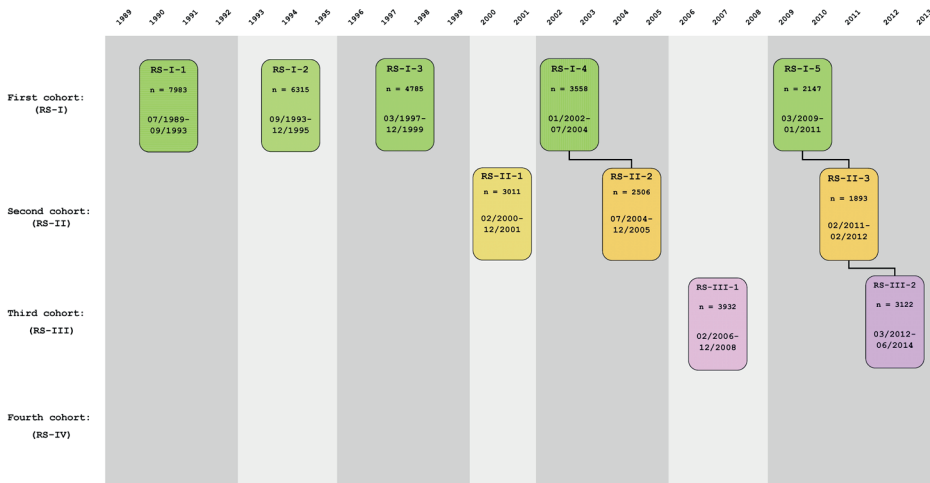 1989 1990 1991 1992 1993 1994 1995 1996 1997 1998 1999 2000 2001 2002 2003 2004 2005 2006 2007 2008 2009 2010 2011 2012 2013
First cohort:
(RS-I)
RS-I-1
n = 7983
07/1989-
09/1993
RS-I-2
n = 6315
09/1993-
12/1995
RS-I-3
n = 4785
03/1997-
12/1999
RS-I-4
n = 3558
01/2002-
07/2004
RS-I-5
n = 2147
03/2009-
01/2011
Second cohort:
(RS-II)
RS-II-1
n = 3011
02/2000-
12/2001
RS-II-2
n = 2506
07/2004-
12/2005
RS-II-3
n = 1893
02/2011-
02/2012
Third cohort:
(RS-III)
RS-III-1
n = 3932
02/2006-
12/2008
RS-III-2
n = 3122
03/2012-
06/2014
Fourth cohort:
(RS-IV)